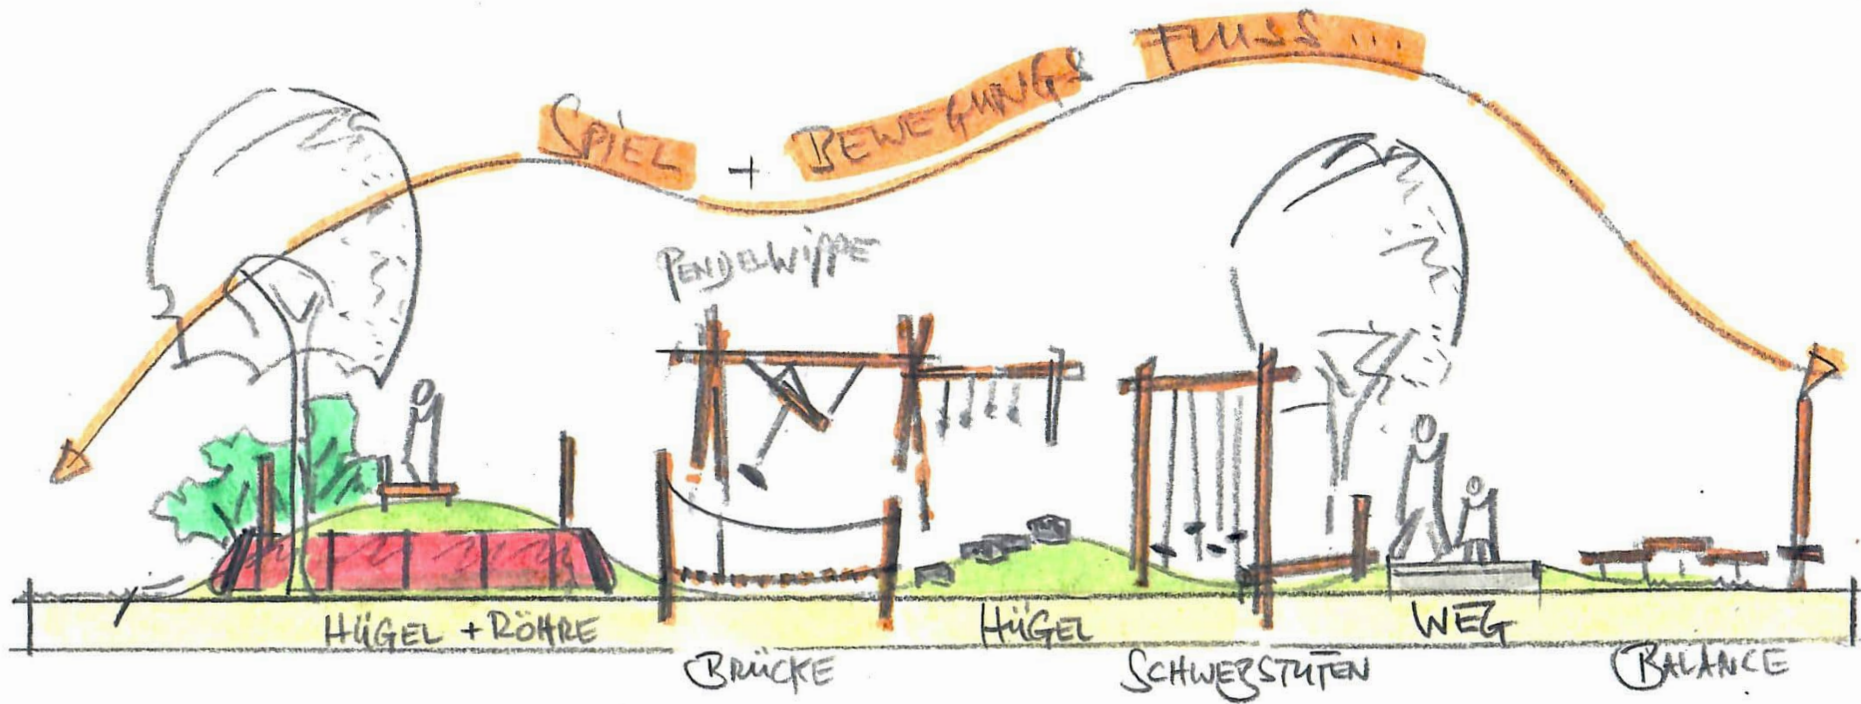 SPIEL + BEWEGUNGS FLUSS...
PENDELWIPPE
HÜGEL + RÖHRE
BRÜCKE
HÜGEL
SCHWEBSTUFEN
WEG
BALANCE